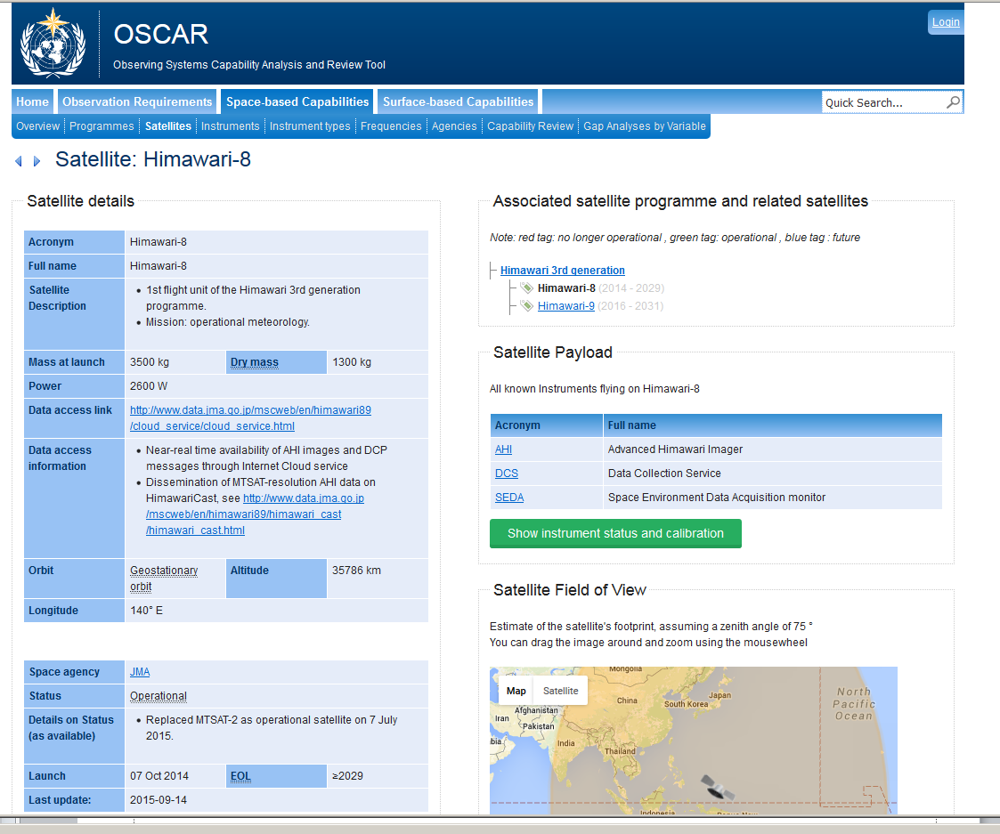 OSCAR
Observing Systems Capability Analysis and Review Tool
Login
Home Observation Requirements Space-based Capabilities Surface-based Capabilities Quick Search...
Overview Programmes Satellites Instruments Instrument types Frequencies Agencies Capability Review Gap Analyses by Variable
Satellite: Himawari-8
Satellite details
Acronym Himawari-8
Full name Himawari-8
Satellite Description
• 1st flight unit of the Himawari 3rd generation
programme.
• Mission: operational meteorology.
Mass at launch 3500 kg Dry mass 1300 kg
Power 2600 W
Data access link http://www.data.jma.go.jp/mscweb/en/himawari89
/cloud_service/cloud_service.html
Data access information
• Near-real time availability of AHI images and DCP
messages through Internet Cloud service
• Dissemination of MTSAT-resolution AHI data on
HimawariCast, see http://www.data.jma.go.jp
/mscweb/en/himawari89/himawari_cast
/himawari_cast.html
Orbit Geostationary orbit Altitude 35786 km
Longitude 140° E
Space agency JMA
Status Operational
Details on Status (as available)
• Replaced MTSAT-2 as operational satellite on 7 July
2015.
Launch 07 Oct 2014 EOL ≥2029
Last update: 2015-09-14
Associated satellite programme and related satellites
Note: red tag: no longer operational , green tag: operational , blue tag : future
Himawari 3rd generation
Himawari-8 (2014 - 2029)
Himawari-9 (2016 - 2031)
Satellite Payload
All known Instruments flying on Himawari-8
Acronym Full name
AHI Advanced Himawari Imager
DCS Data Collection Service
SEDA Space Environment Data Acquisition monitor
Show instrument status and calibration
Satellite Field of View
Estimate of the satellite's footprint, assuming a zenith angle of 75 °
You can drag the image around and zoom using the mousewheel
Map Satellite
Mongolia
China
Japan
South Korea
North
Pacific
Ocean
Afghanistan
Iran
Pakistan
India
Thailand
Indonesia